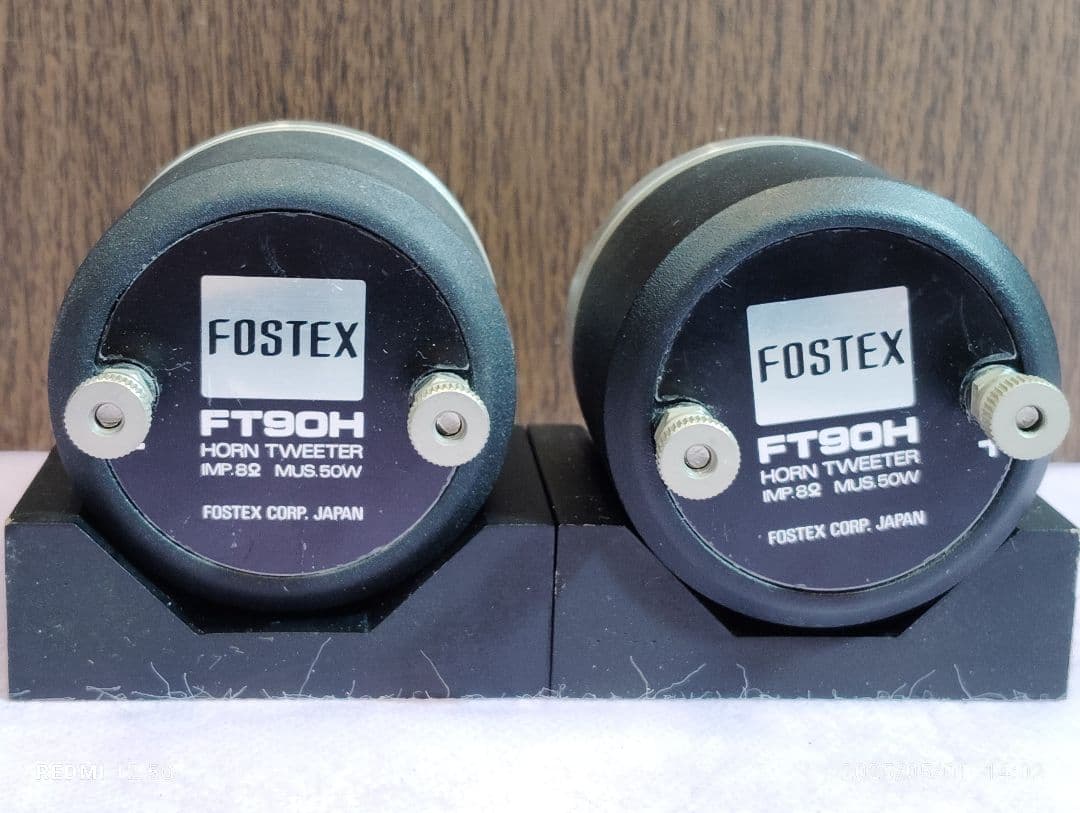 FOSTEX
FT90H
HORN TWEETER
IMP.8Ω MUS.50W
FOSTEX CORP. JAPAN
FOSTEX
FT90H
HORN TWEETER
IMP.8Ω MUS.50W
FOSTEX CORP. JAPAN
+
REDMI